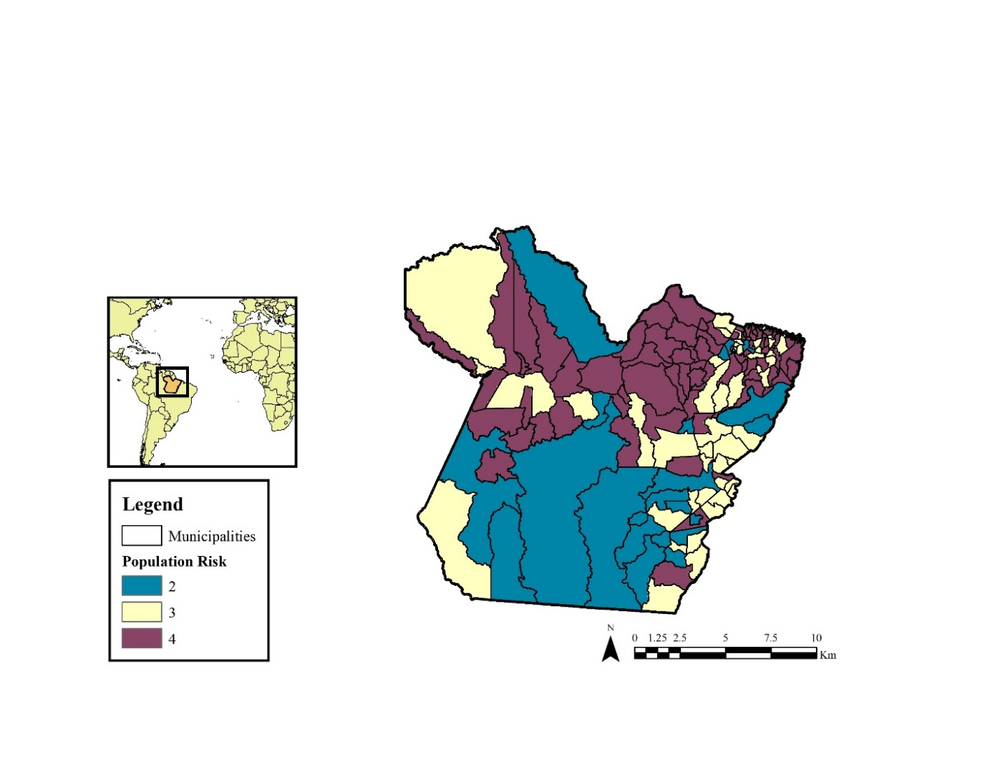 Legend
Municipalities
Population Risk
2
3
4
N
0 1.25 2.5 5 7.5 10
Km